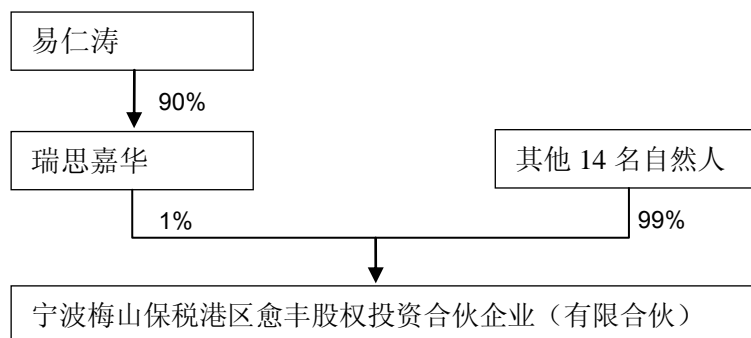 易仁涛
90%
瑞思嘉华
其他 14 名自然人
1%
99%
宁波梅山保税港区愈丰股权投资合伙企业（有限合伙）